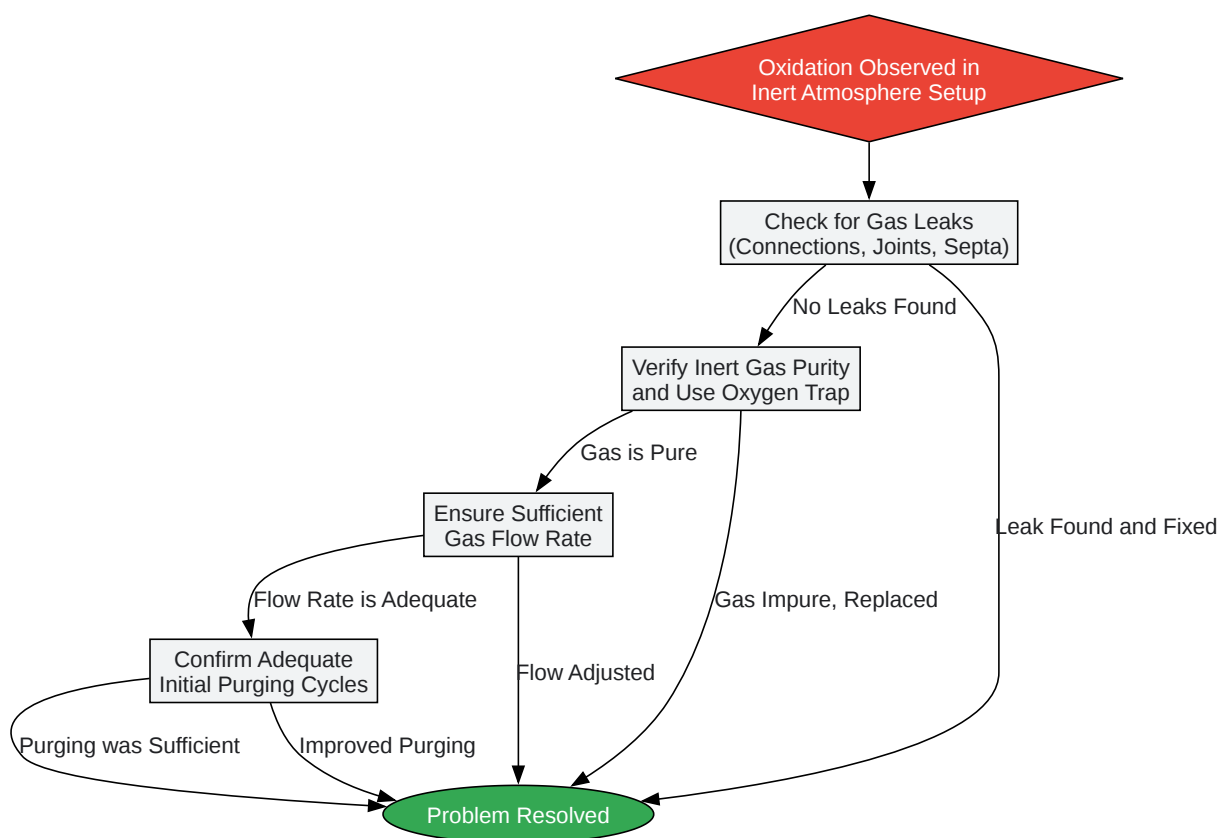 Oxidation Observed in
Inert Atmosphere Setup
Check for Gas Leaks
(Connections, Joints, Septa)
No Leaks Found
Verify Inert Gas Purity
and Use Oxygen Trap
Gas is Pure
Ensure Sufficient
Gas Flow Rate
Leak Found and Fixed
Flow Rate is Adequate
Gas Impure, Replaced
Confirm Adequate
Initial Purging Cycles
Flow Adjusted
Purging was Sufficient
Improved Purging
Problem Resolved